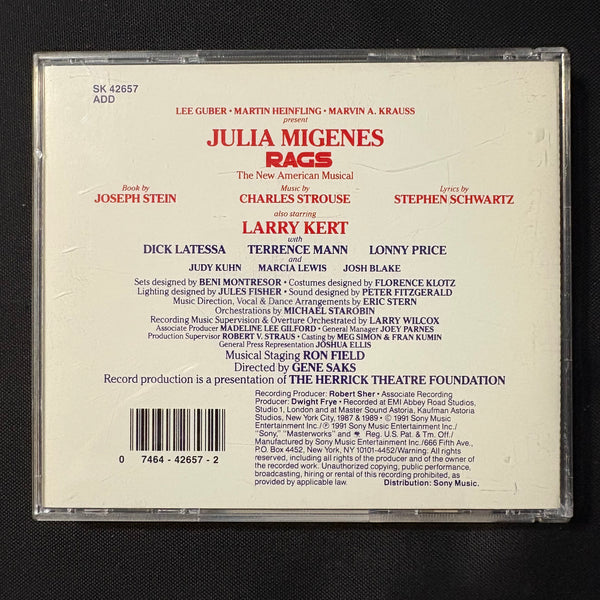 SK 42657
ADD
LEE GUBER • MARTIN HEINFLING • MARVIN A. KRAUSS
present
JULIA MIGENES
RAGS
The New American Musical
Book by
JOSEPH STEIN
Music by
CHARLES STROUSE
Lyrics by
STEPHEN SCHWARTZ
also starring
LARRY KERT
with
DICK LATESSA TERRENCE MANN LONNY PRICE
and
JUDY KUHN MARCIA LEWIS JOSH BLAKE
Sets designed by BENI MONTRESOR • Costumes designed by FLORENCE KLOTZ
Lighting designed by JULES FISHER • Sound designed by PETER FITZGERALD
Music Direction, Vocal & Dance Arrangements by ERIC STERN
Orchestrations by MICHAEL STAROBIN
Recording Music Supervision & Overture Orchestrated by LARRY WILCOX
Associate Producer MADELINE LEE GILFORD • General Manager JOEY PARNES
Production Supervisor ROBERT V. STRAUS • Casting by MEG SIMON & FRAN KUMIN
General Press Representation JOSHUA ELLIS
Musical Staging RON FIELD
Directed by GENE SAKS
Record production is a presentation of THE HERRICK THEATRE FOUNDATION
Recording Producer: Robert Sher • Associate Recording
Producer: Dwight Frye • Recorded at EMI Abbey Road Studios,
Studio 1, London and at Master Sound Astoria, Kaufman Astoria
Studios, New York City, 1987 & 1989 • © 1991 Sony Music
Entertainment Inc./℗ 1991 Sony Music Entertainment Inc./
"Sony," "Masterworks" and Reg. U.S. Pat. & Tm. Off./
Manufactured by Sony Music Entertainment Inc./666 Fifth Ave.,
P.O. Box 4452, New York, NY 10101-4452/Warning: All rights
reserved, including all rights of the producer and of the owner of
the recorded work. Unauthorized copying, public performance,
broadcasting, hiring or rental of this recording prohibited, as
provided by applicable law. Distribution: Sony Music.
0 7464-42657-2